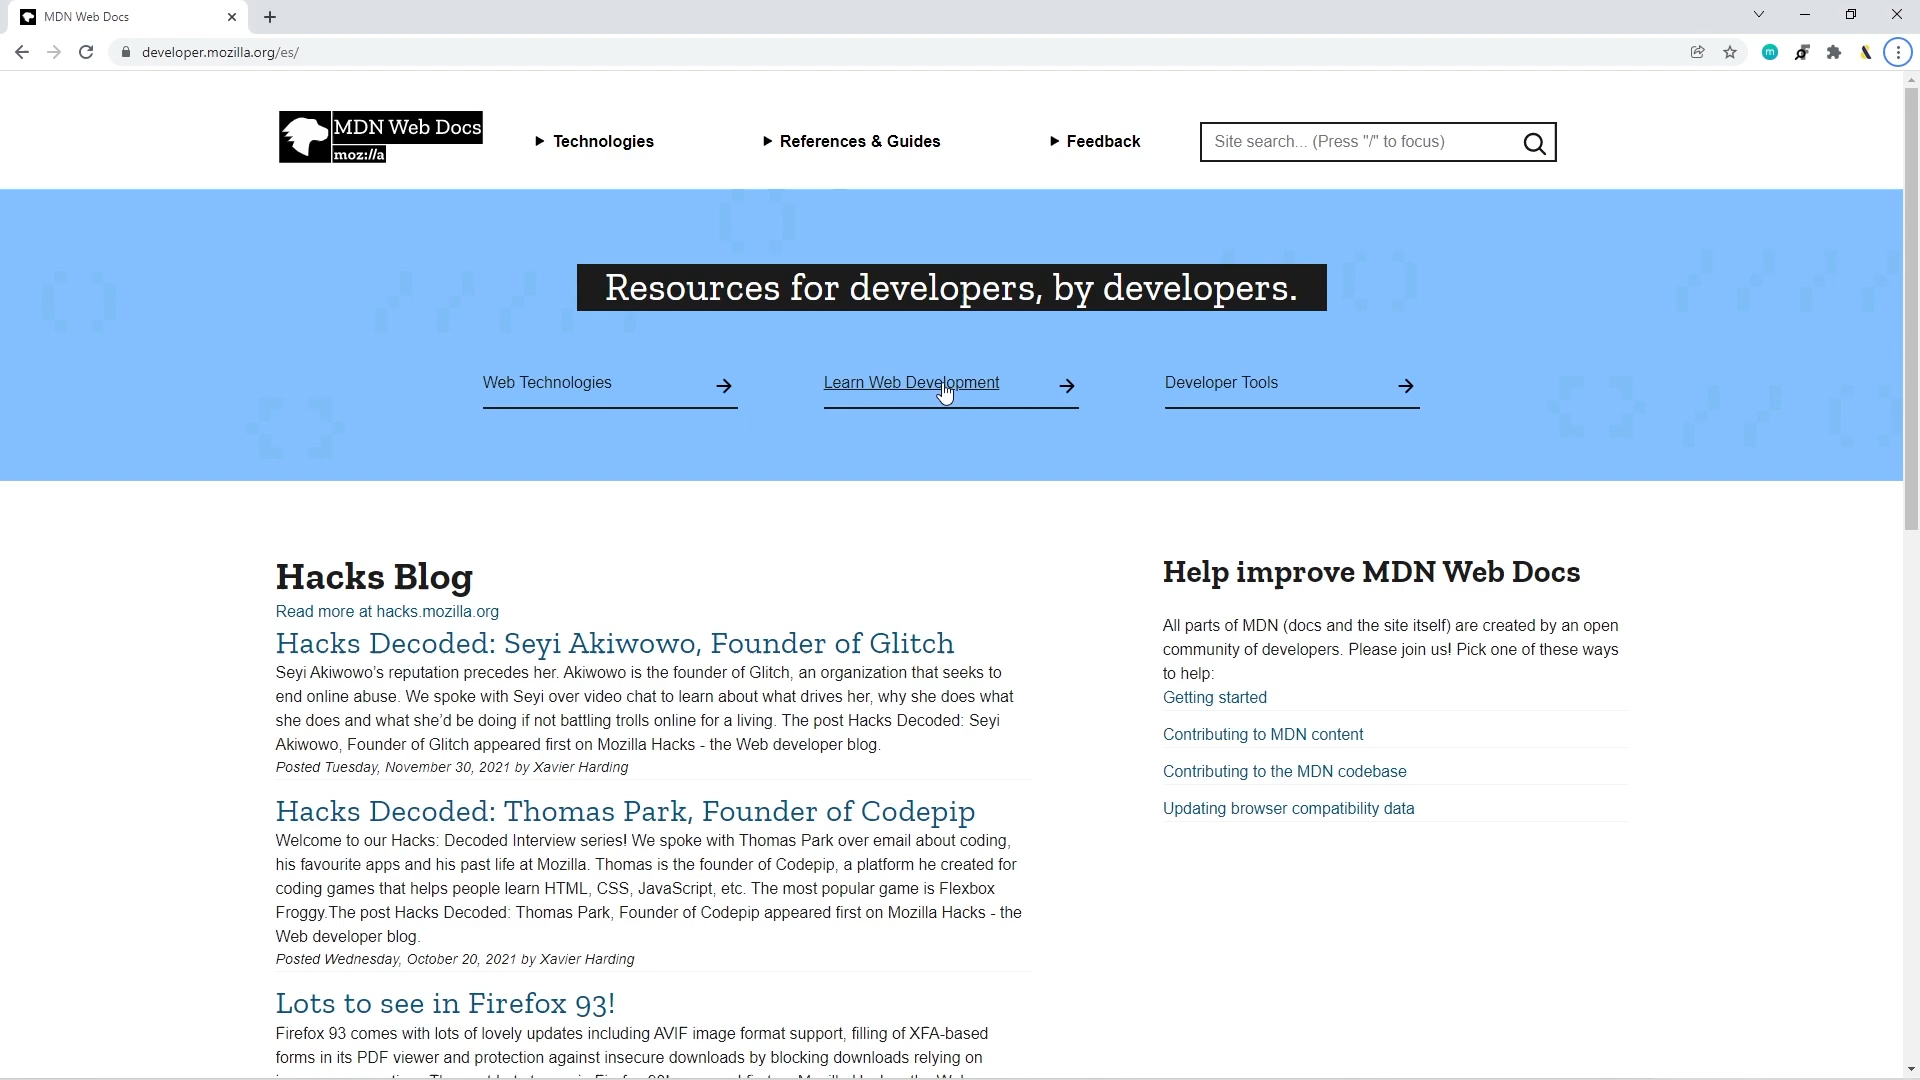 MDN Web Docs
developer.mozilla.org/es/
m
MDN Web Docs
moz://a
Technologies
References & Guides
Feedback
Site search... (Press "/" to focus)
Resources for developers, by developers.
Web Technologies
Learn Web Development
Developer Tools
Hacks Blog
Read more at hacks.mozilla.org
Hacks Decoded: Seyi Akiwowo, Founder of Glitch
Seyi Akiwowo’s reputation precedes her. Akiwowo is the founder of Glitch, an organization that seeks to
end online abuse. We spoke with Seyi over video chat to learn about what drives her, why she does what
she does and what she’d be doing if not battling trolls online for a living. The post Hacks Decoded: Seyi
Akiwowo, Founder of Glitch appeared first on Mozilla Hacks - the Web developer blog.
Posted Tuesday, November 30, 2021 by Xavier Harding
Hacks Decoded: Thomas Park, Founder of Codepip
Welcome to our Hacks: Decoded Interview series! We spoke with Thomas Park over email about coding,
his favourite apps and his past life at Mozilla. Thomas is the founder of Codepip, a platform he created for
coding games that helps people learn HTML, CSS, JavaScript, etc. The most popular game is Flexbox
Froggy.The post Hacks Decoded: Thomas Park, Founder of Codepip appeared first on Mozilla Hacks - the
Web developer blog.
Posted Wednesday, October 20, 2021 by Xavier Harding
Lots to see in Firefox 93!
Firefox 93 comes with lots of lovely updates including AVIF image format support, filling of XFA-based
forms in its PDF viewer and protection against insecure downloads by blocking downloads relying on
Help improve MDN Web Docs
All parts of MDN (docs and the site itself) are created by an open
community of developers. Please join us! Pick one of these ways
to help:
Getting started
Contributing to MDN content
Contributing to the MDN codebase
Updating browser compatibility data